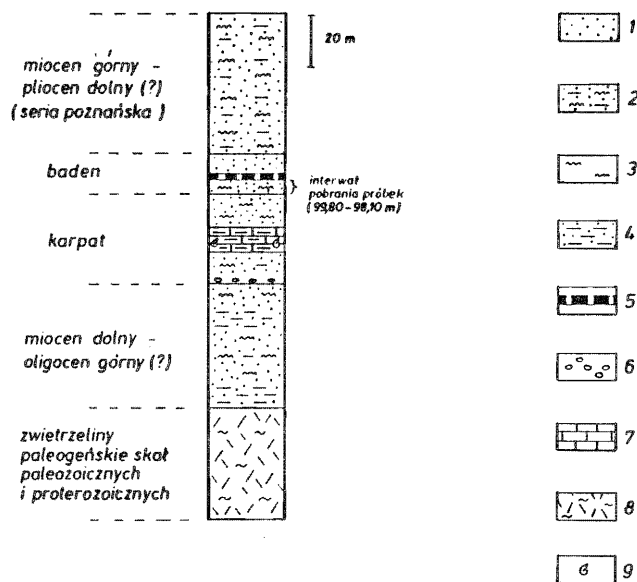 miocen górny –
pliocen dolny (?)
(seria poznańska)
baden
karpat
miocen dolny –
oligocen górny (?)
zwietrzeliny
paleogeńskie skał
paleozoicznych
i proterozoicznych
20 m
interwał
pobrania próbek
(99,80–98,10 m)
1
2
3
4
5
6
7
8
9